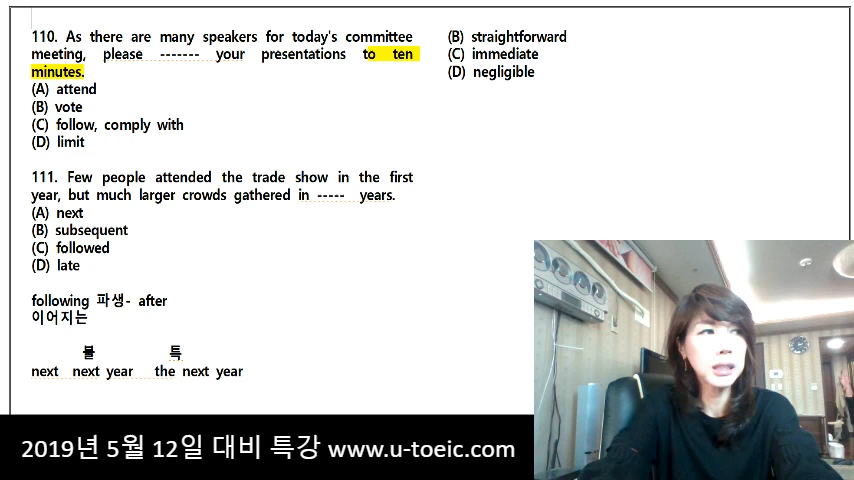 110. As there are many speakers for today's committee
meeting, please ------- your presentations to ten
minutes.
(A) attend
(B) vote
(C) follow, comply with
(D) limit
111. Few people attended the trade show in the first
year, but much larger crowds gathered in ----- years.
(A) next
(B) subsequent
(C) followed
(D) late
following 파생- after
이어지는
불 특
next next year the next year
(B) straightforward
(C) immediate
(D) negligible
2019년 5월 12일 대비 특강 www.u-toeic.com